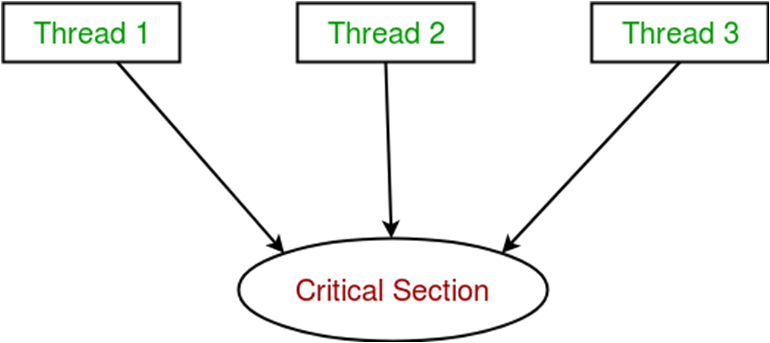 Thread 1
Thread 2
Thread 3
Critical Section